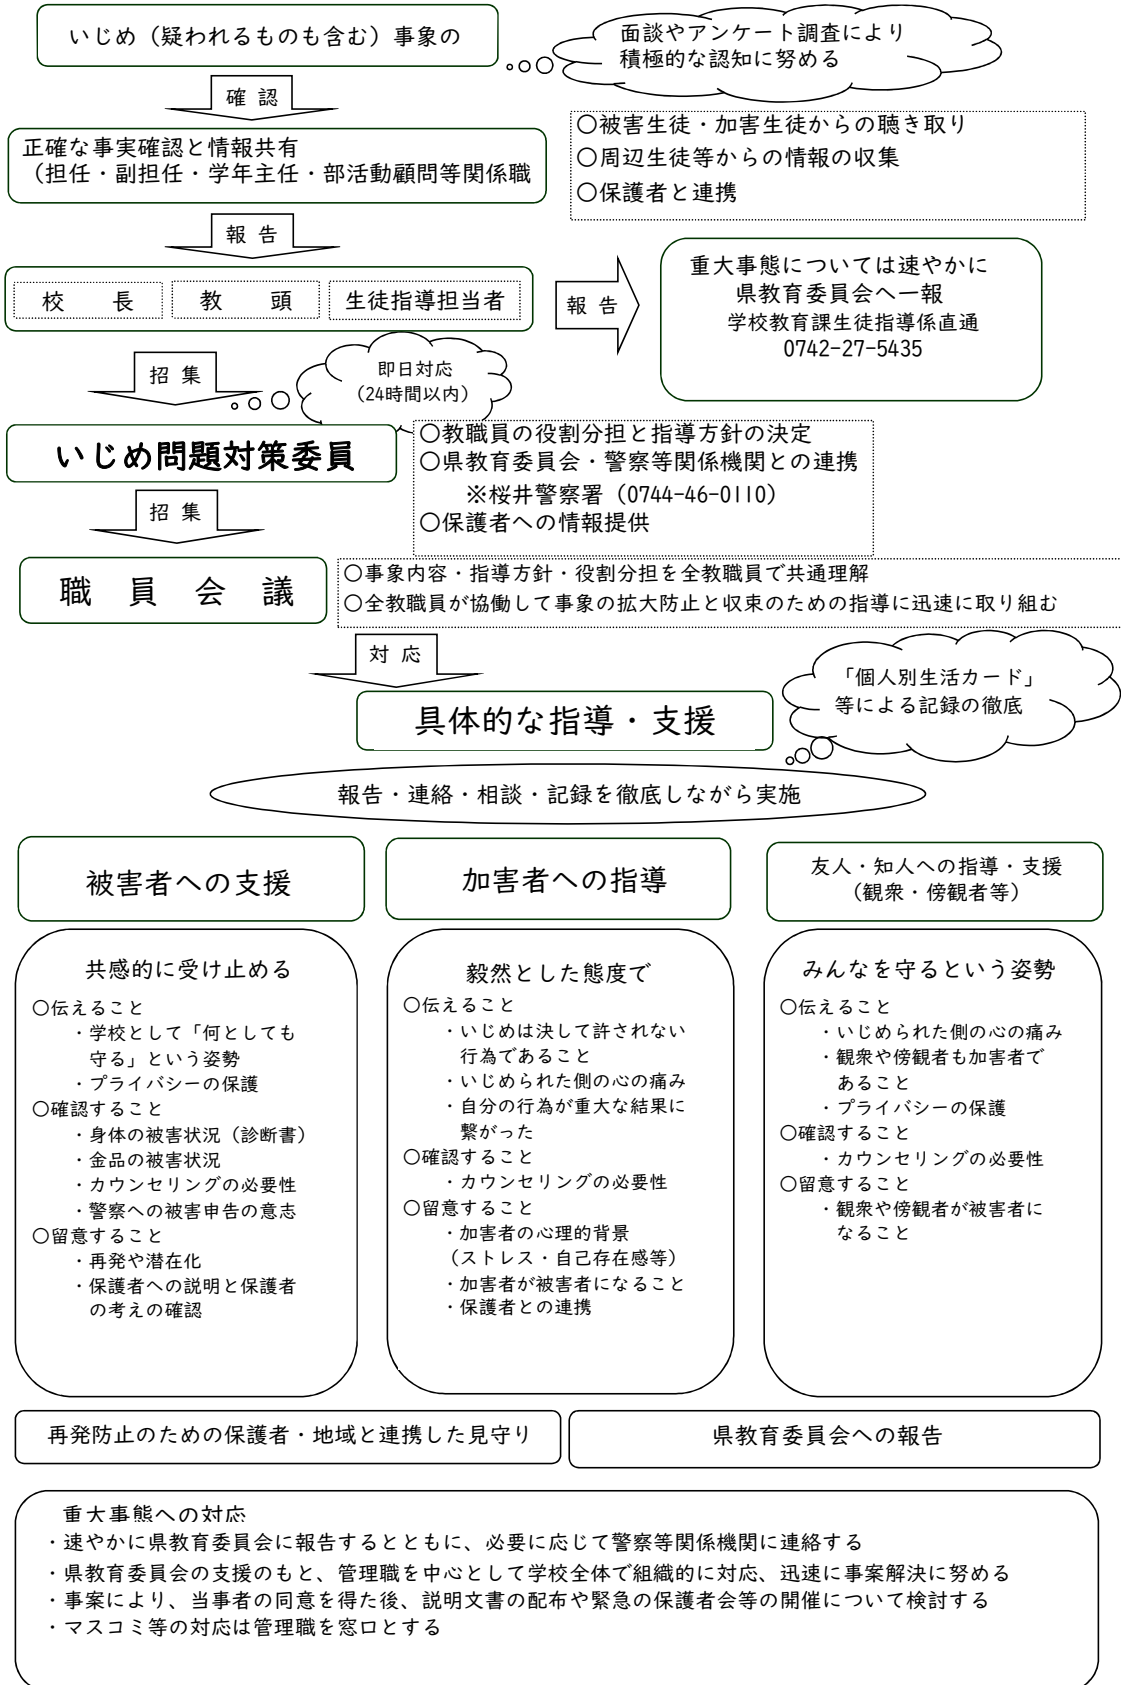 いじめ（疑われるものも含む）事象の
面談やアンケート調査により
積極的な認知に努める
確 認
正確な事実確認と情報共有
（担任・副担任・学年主任・部活動顧問等関係職
〇被害生徒・加害生徒からの聴き取り
〇周辺生徒等からの情報の収集
〇保護者と連携
報 告
校 長
教 頭
生徒指導担当者
報 告
重大事態については速やかに
県教育委員会へ一報
学校教育課生徒指導係直通
0742-27-5435
招 集
即日対応
（24時間以内）
いじめ問題対策委員
〇教職員の役割分担と指導方針の決定
〇県教育委員会・警察等関係機関との連携
※桜井警察署（0744-46-0110）
〇保護者への情報提供
招 集
職 員 会 議
〇事象内容・指導方針・役割分担を全教職員で共通理解
〇全教職員が協働して事象の拡大防止と収束のための指導に迅速に取り組む
対 応
具体的な指導・支援
「個人別生活カード」
等による記録の徹底
報告・連絡・相談・記録を徹底しながら実施
被害者への支援
共感的に受け止める
〇伝えること
・学校として「何としても
守る」という姿勢
・プライバシーの保護
〇確認すること
・身体の被害状況（診断書）
・金品の被害状況
・カウンセリングの必要性
・警察への被害申告の意志
〇留意すること
・再発や潜在化
・保護者への説明と保護者
の考えの確認
加害者への指導
毅然とした態度で
〇伝えること
・いじめは決して許されない
行為であること
・いじめられた側の心の痛み
・自分の行為が重大な結果に
繋がった
〇確認すること
・カウンセリングの必要性
〇留意すること
・加害者の心理的背景
（ストレス・自己存在感等）
・加害者が被害者になること
・保護者との連携
友人・知人への指導・支援
（観衆・傍観者等）
みんなを守るという姿勢
〇伝えること
・いじめられた側の心の痛み
・観衆や傍観者も加害者で
あること
・プライバシーの保護
〇確認すること
・カウンセリングの必要性
〇留意すること
・観衆や傍観者が被害者に
なること
再発防止のための保護者・地域と連携した見守り
県教育委員会への報告
重大事態への対応
・速やかに県教育委員会に報告するとともに、必要に応じて警察等関係機関に連絡する
・県教育委員会の支援のもと、管理職を中心として学校全体で組織的に対応、迅速に事案解決に努める
・事案により、当事者の同意を得た後、説明文書の配布や緊急の保護者会等の開催について検討する
・マスコミ等の対応は管理職を窓口とする